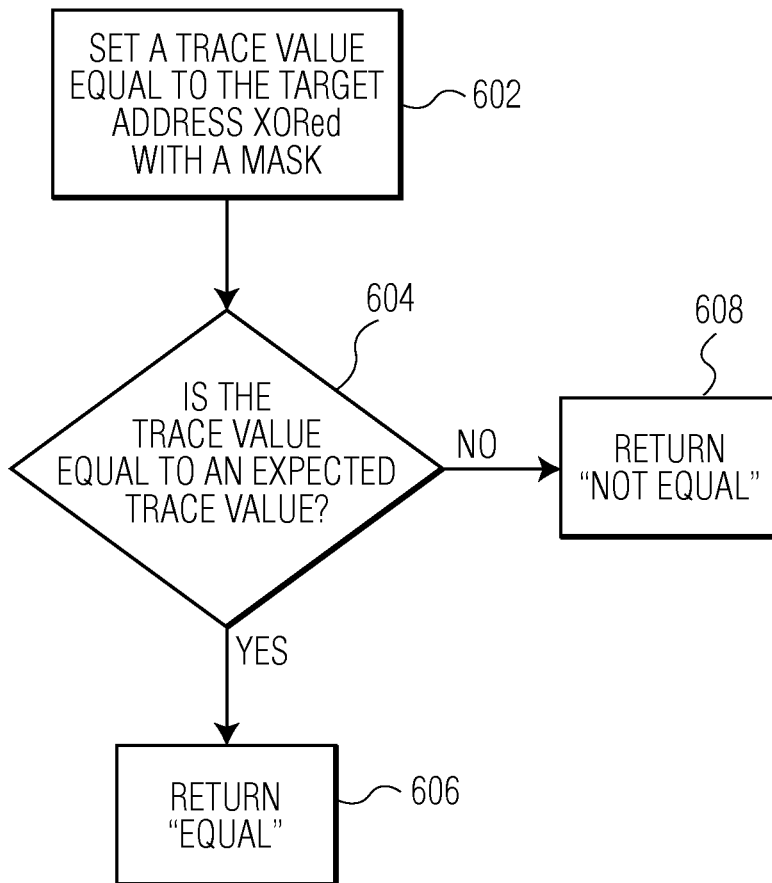 SET A TRACE VALUE
EQUAL TO THE TARGET
ADDRESS XORed
WITH A MASK
602
604
IS THE
TRACE VALUE
EQUAL TO AN EXPECTED
TRACE VALUE?
NO
608
RETURN
“NOT EQUAL”
YES
RETURN
“EQUAL”
606